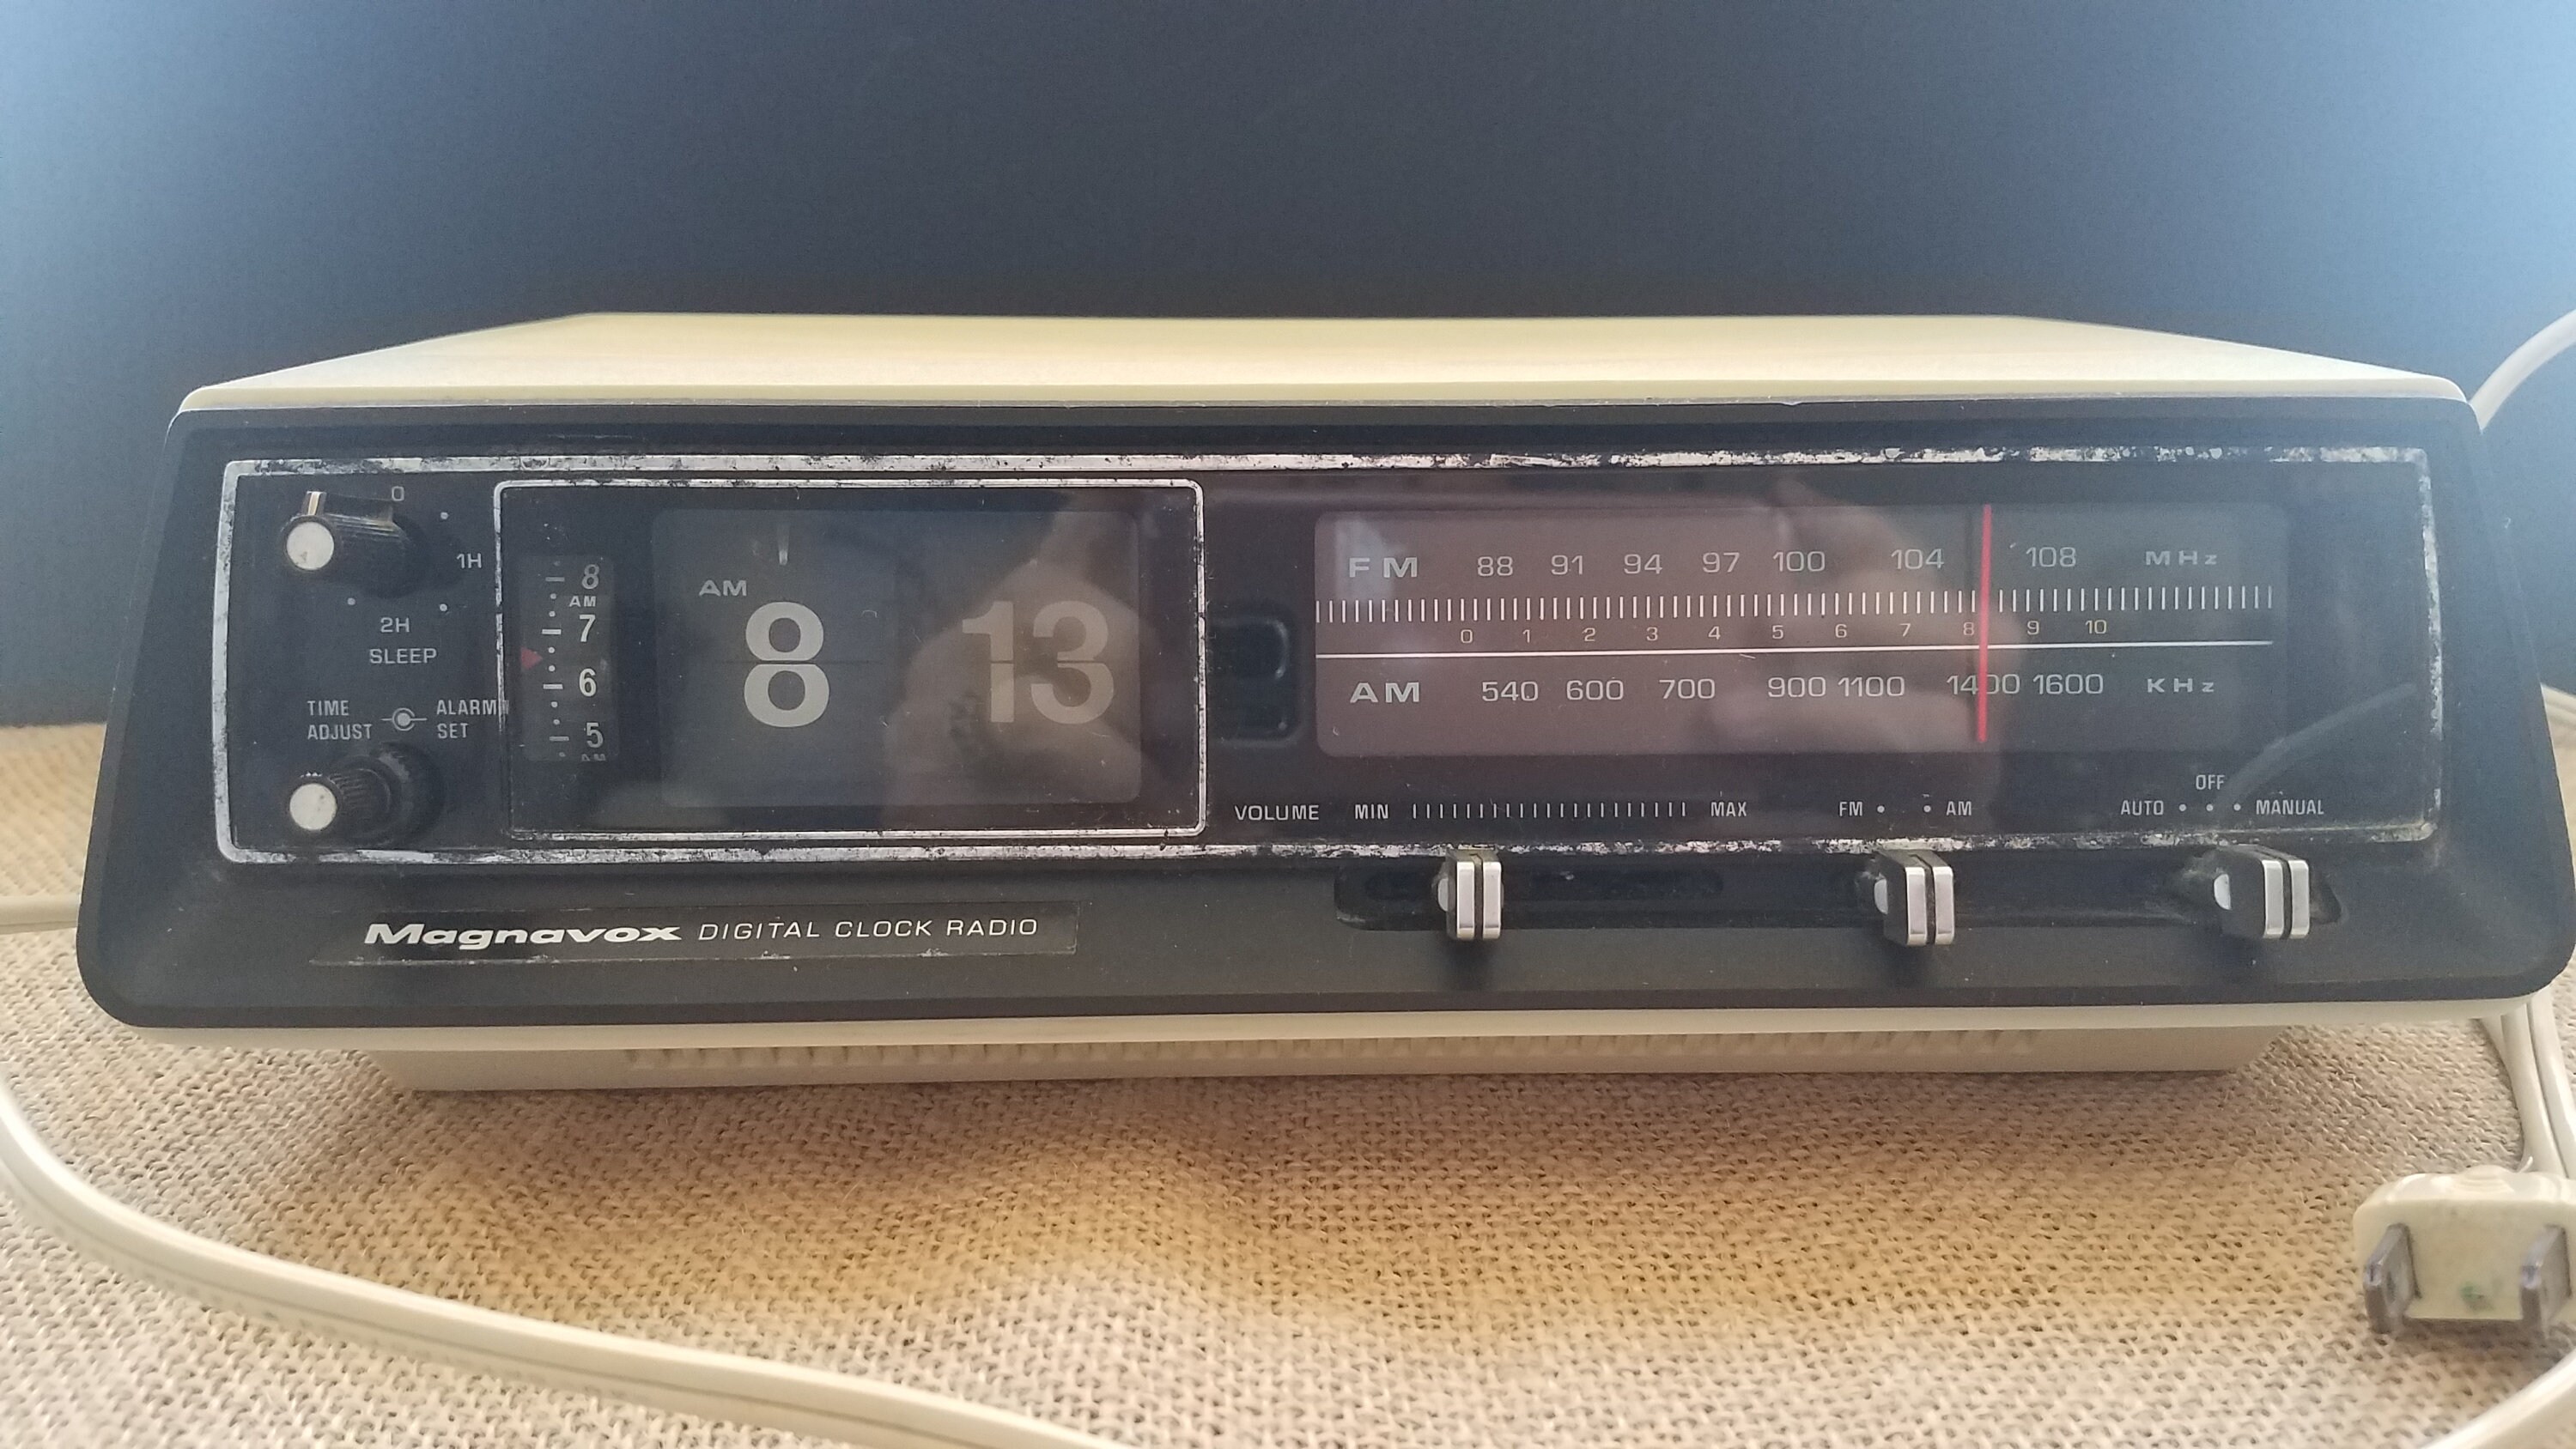 0
1H
2H
SLEEP
TIME ADJUST
ALARM SET
8
AM
7
6
5
AM
AM
8 13
FM 88 91 94 97 100 104 108 MHz
0 1 2 3 4 5 6 7 8 9 10
AM 540 600 700 900 1100 1400 1600 KHz
VOLUME MIN MAX
FM • • AM
OFF
AUTO • • • MANUAL
Magnavox DIGITAL CLOCK RADIO